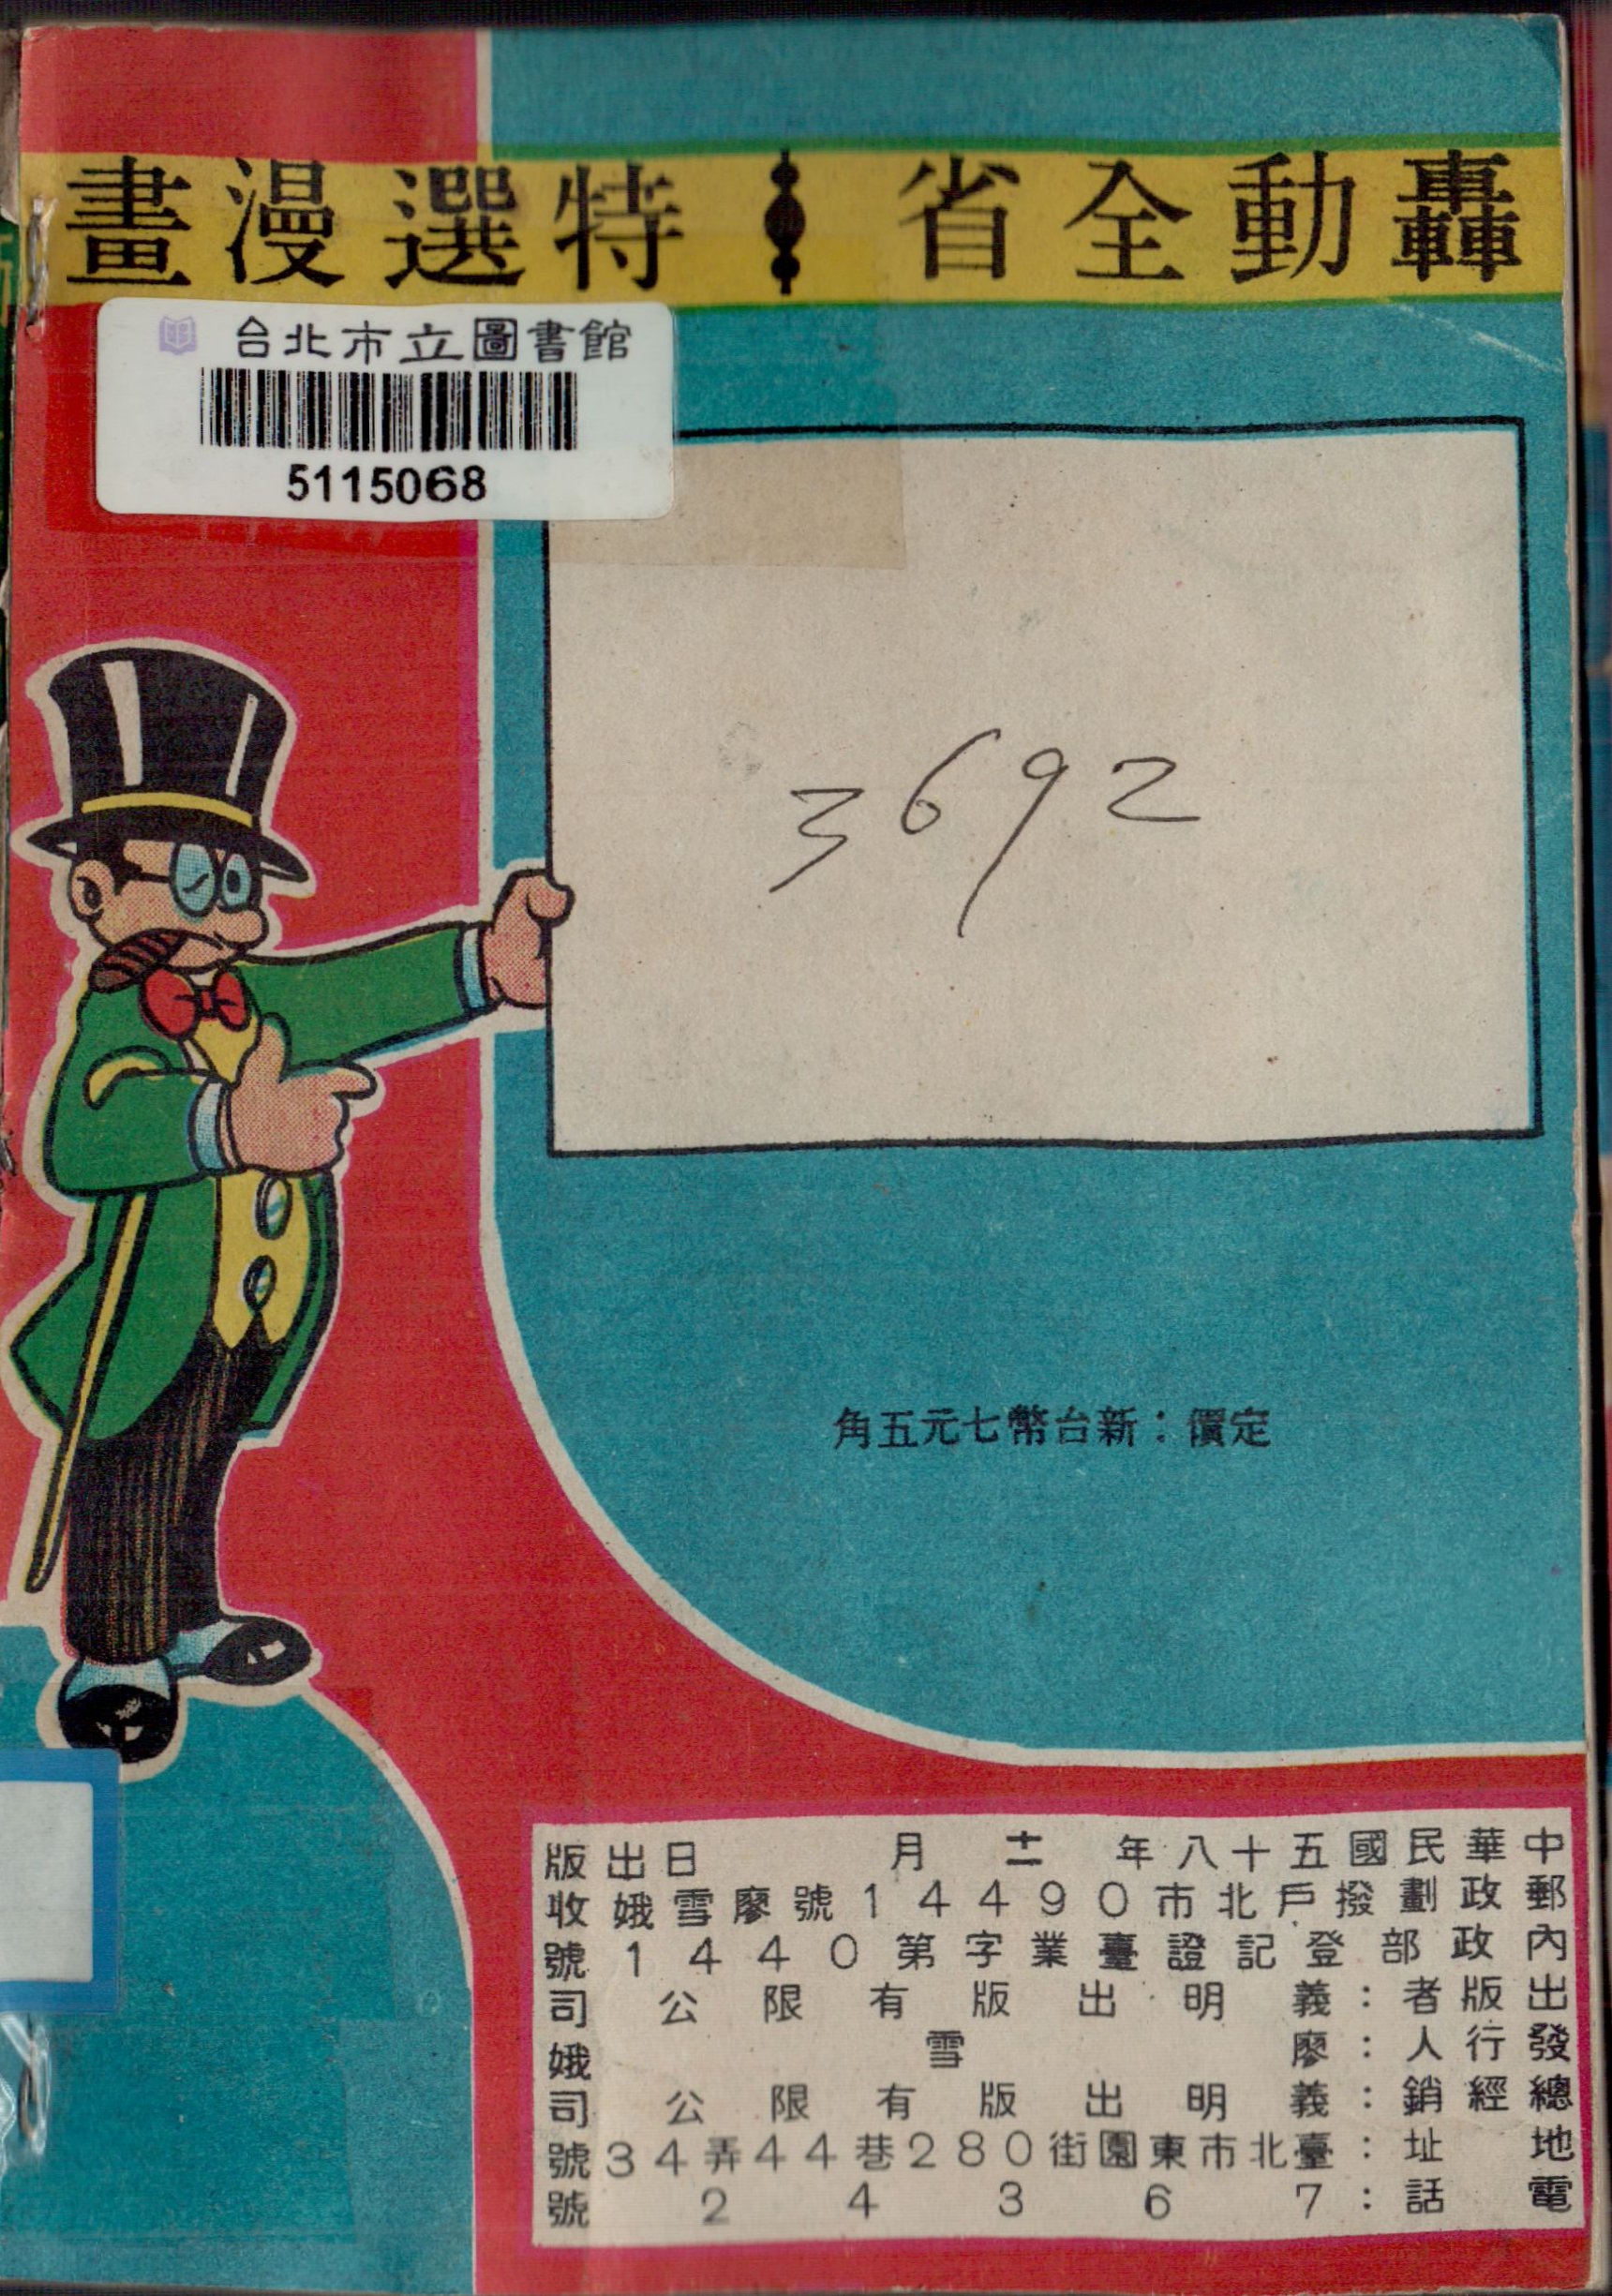 轟動全省 特選漫畫
台北市立圖書館
5115068
3692
定價：新台幣七元五角
中華民國五十八年十二月 日出版
郵政劃撥戶北市14490號廖雪娥收
內政部登記證臺業字第1440號
出版者：義明出版有限公司
發行人：廖雪娥
總經銷：義明出版有限公司
地址：臺北市東園街280巷44弄34號
電話：24367號